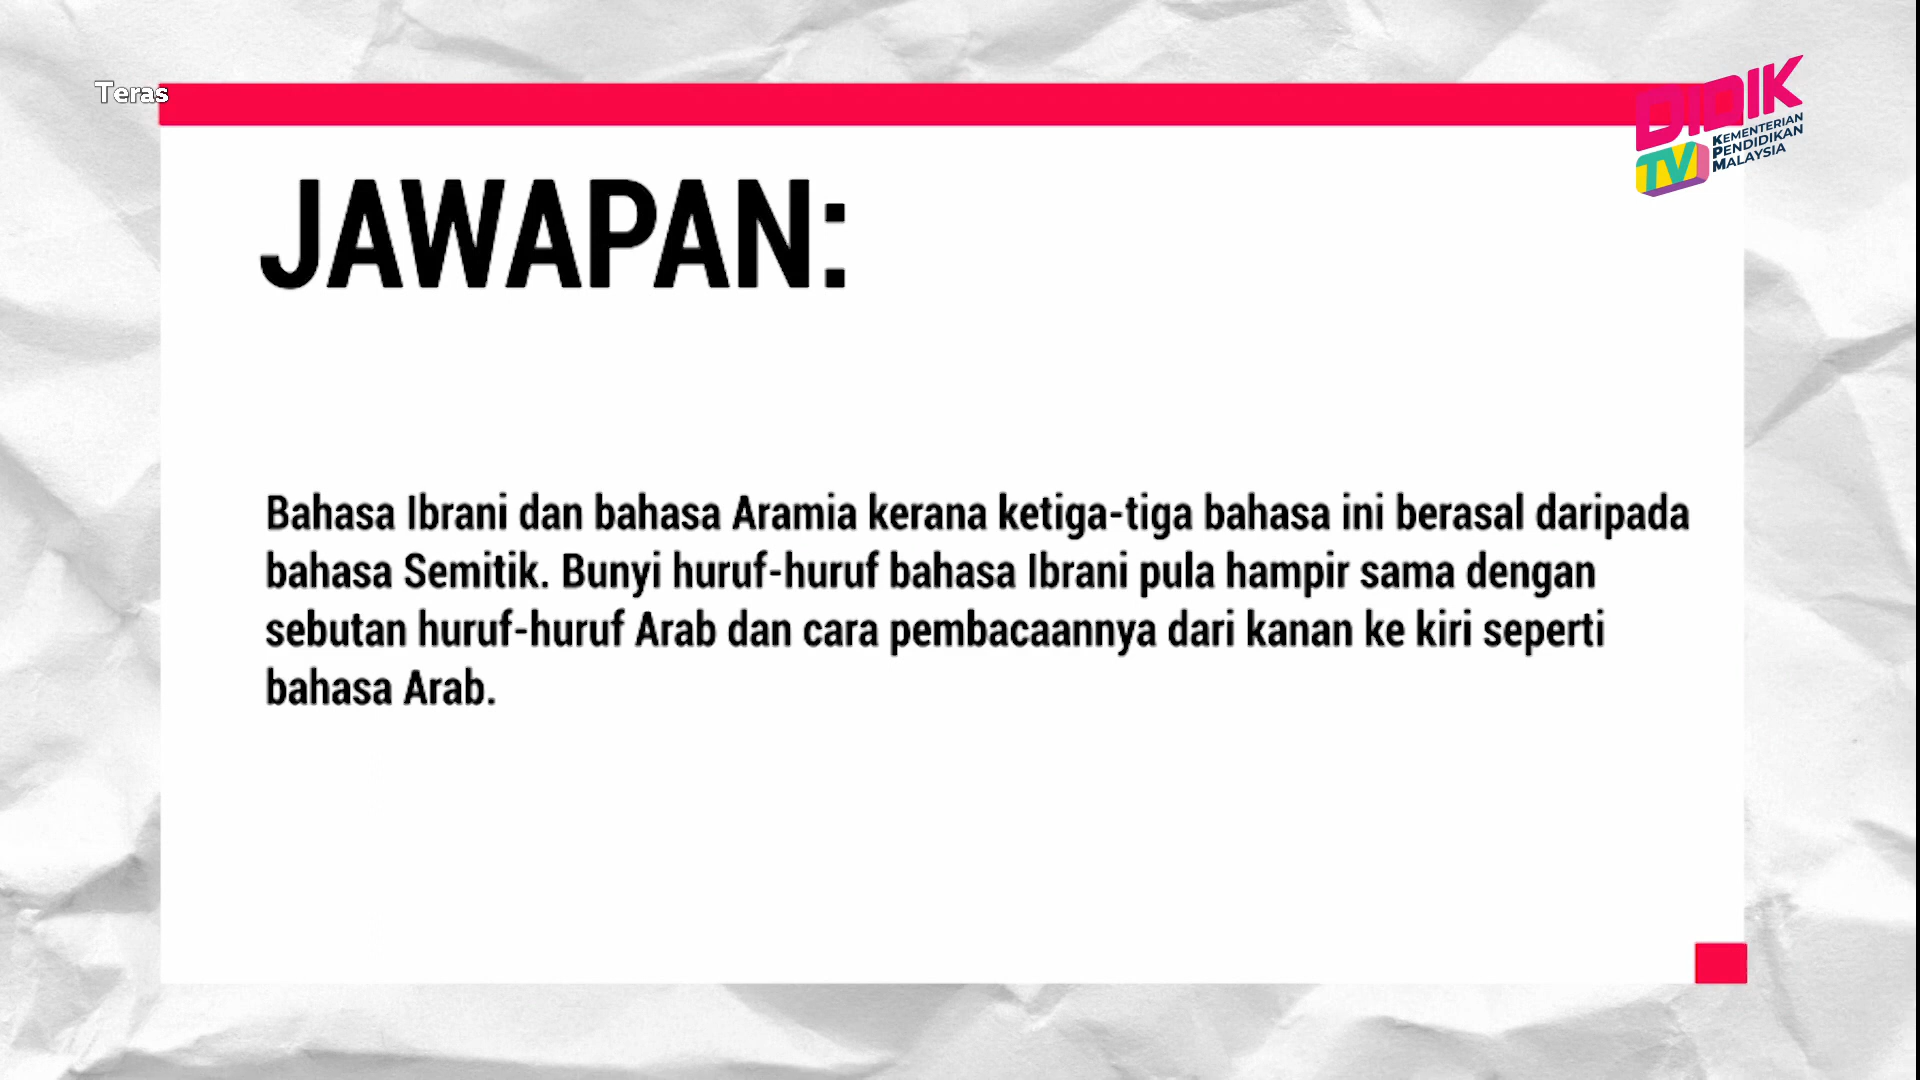 Teras
DIDIK
TV
KEMENTERIAN
PENDIDIKAN
MALAYSIA
JAWAPAN:
Bahasa Ibrani dan bahasa Aramia kerana ketiga-tiga bahasa ini berasal daripada
bahasa Semitik. Bunyi huruf-huruf bahasa Ibrani pula hampir sama dengan
sebutan huruf-huruf Arab dan cara pembacaannya dari kanan ke kiri seperti
bahasa Arab.